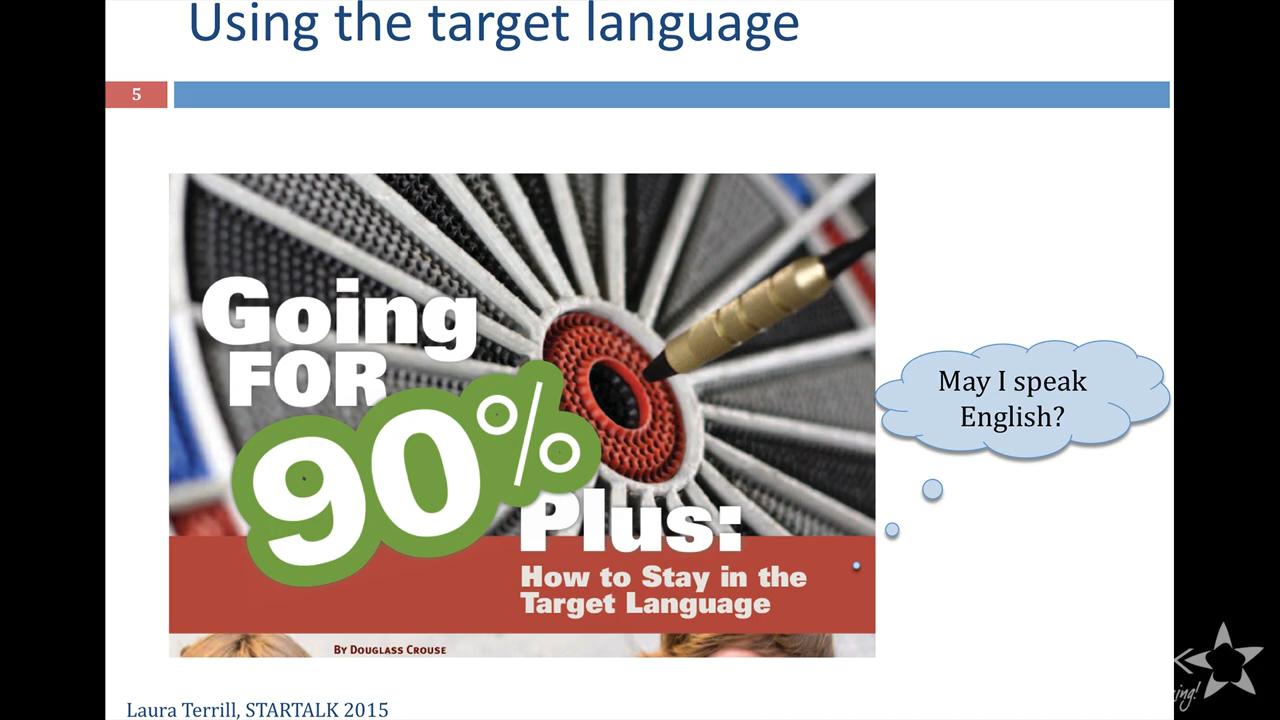 Using the target language
5
Going
FOR
90%
Plus:
How to Stay in the
Target Language
BY DOUGLASS CROUSE
May I speak
English?
Laura Terrill, STARTALK 2015